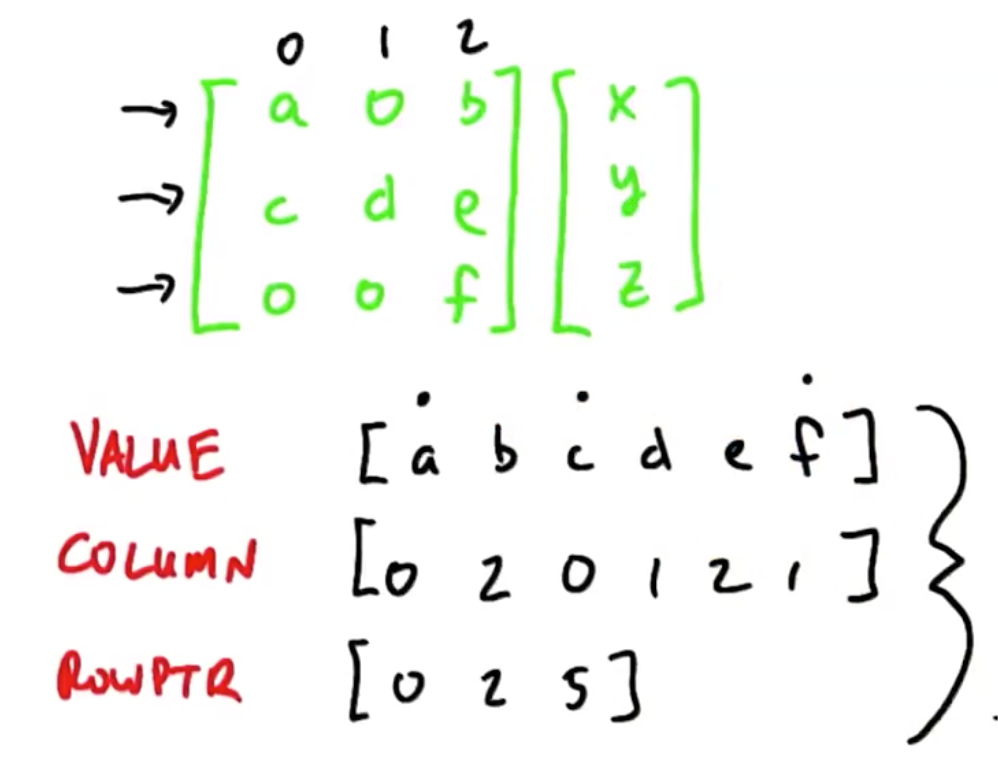 0 1 2
→ [ a 0 b ] [ x ]
→ [ c d e ] [ y ]
→ [ 0 0 f ] [ z ]
VALUE [ a b c d e f ]
COLUMN [ 0 2 0 1 2 1 ]
ROWPTR [ 0 2 5 ]